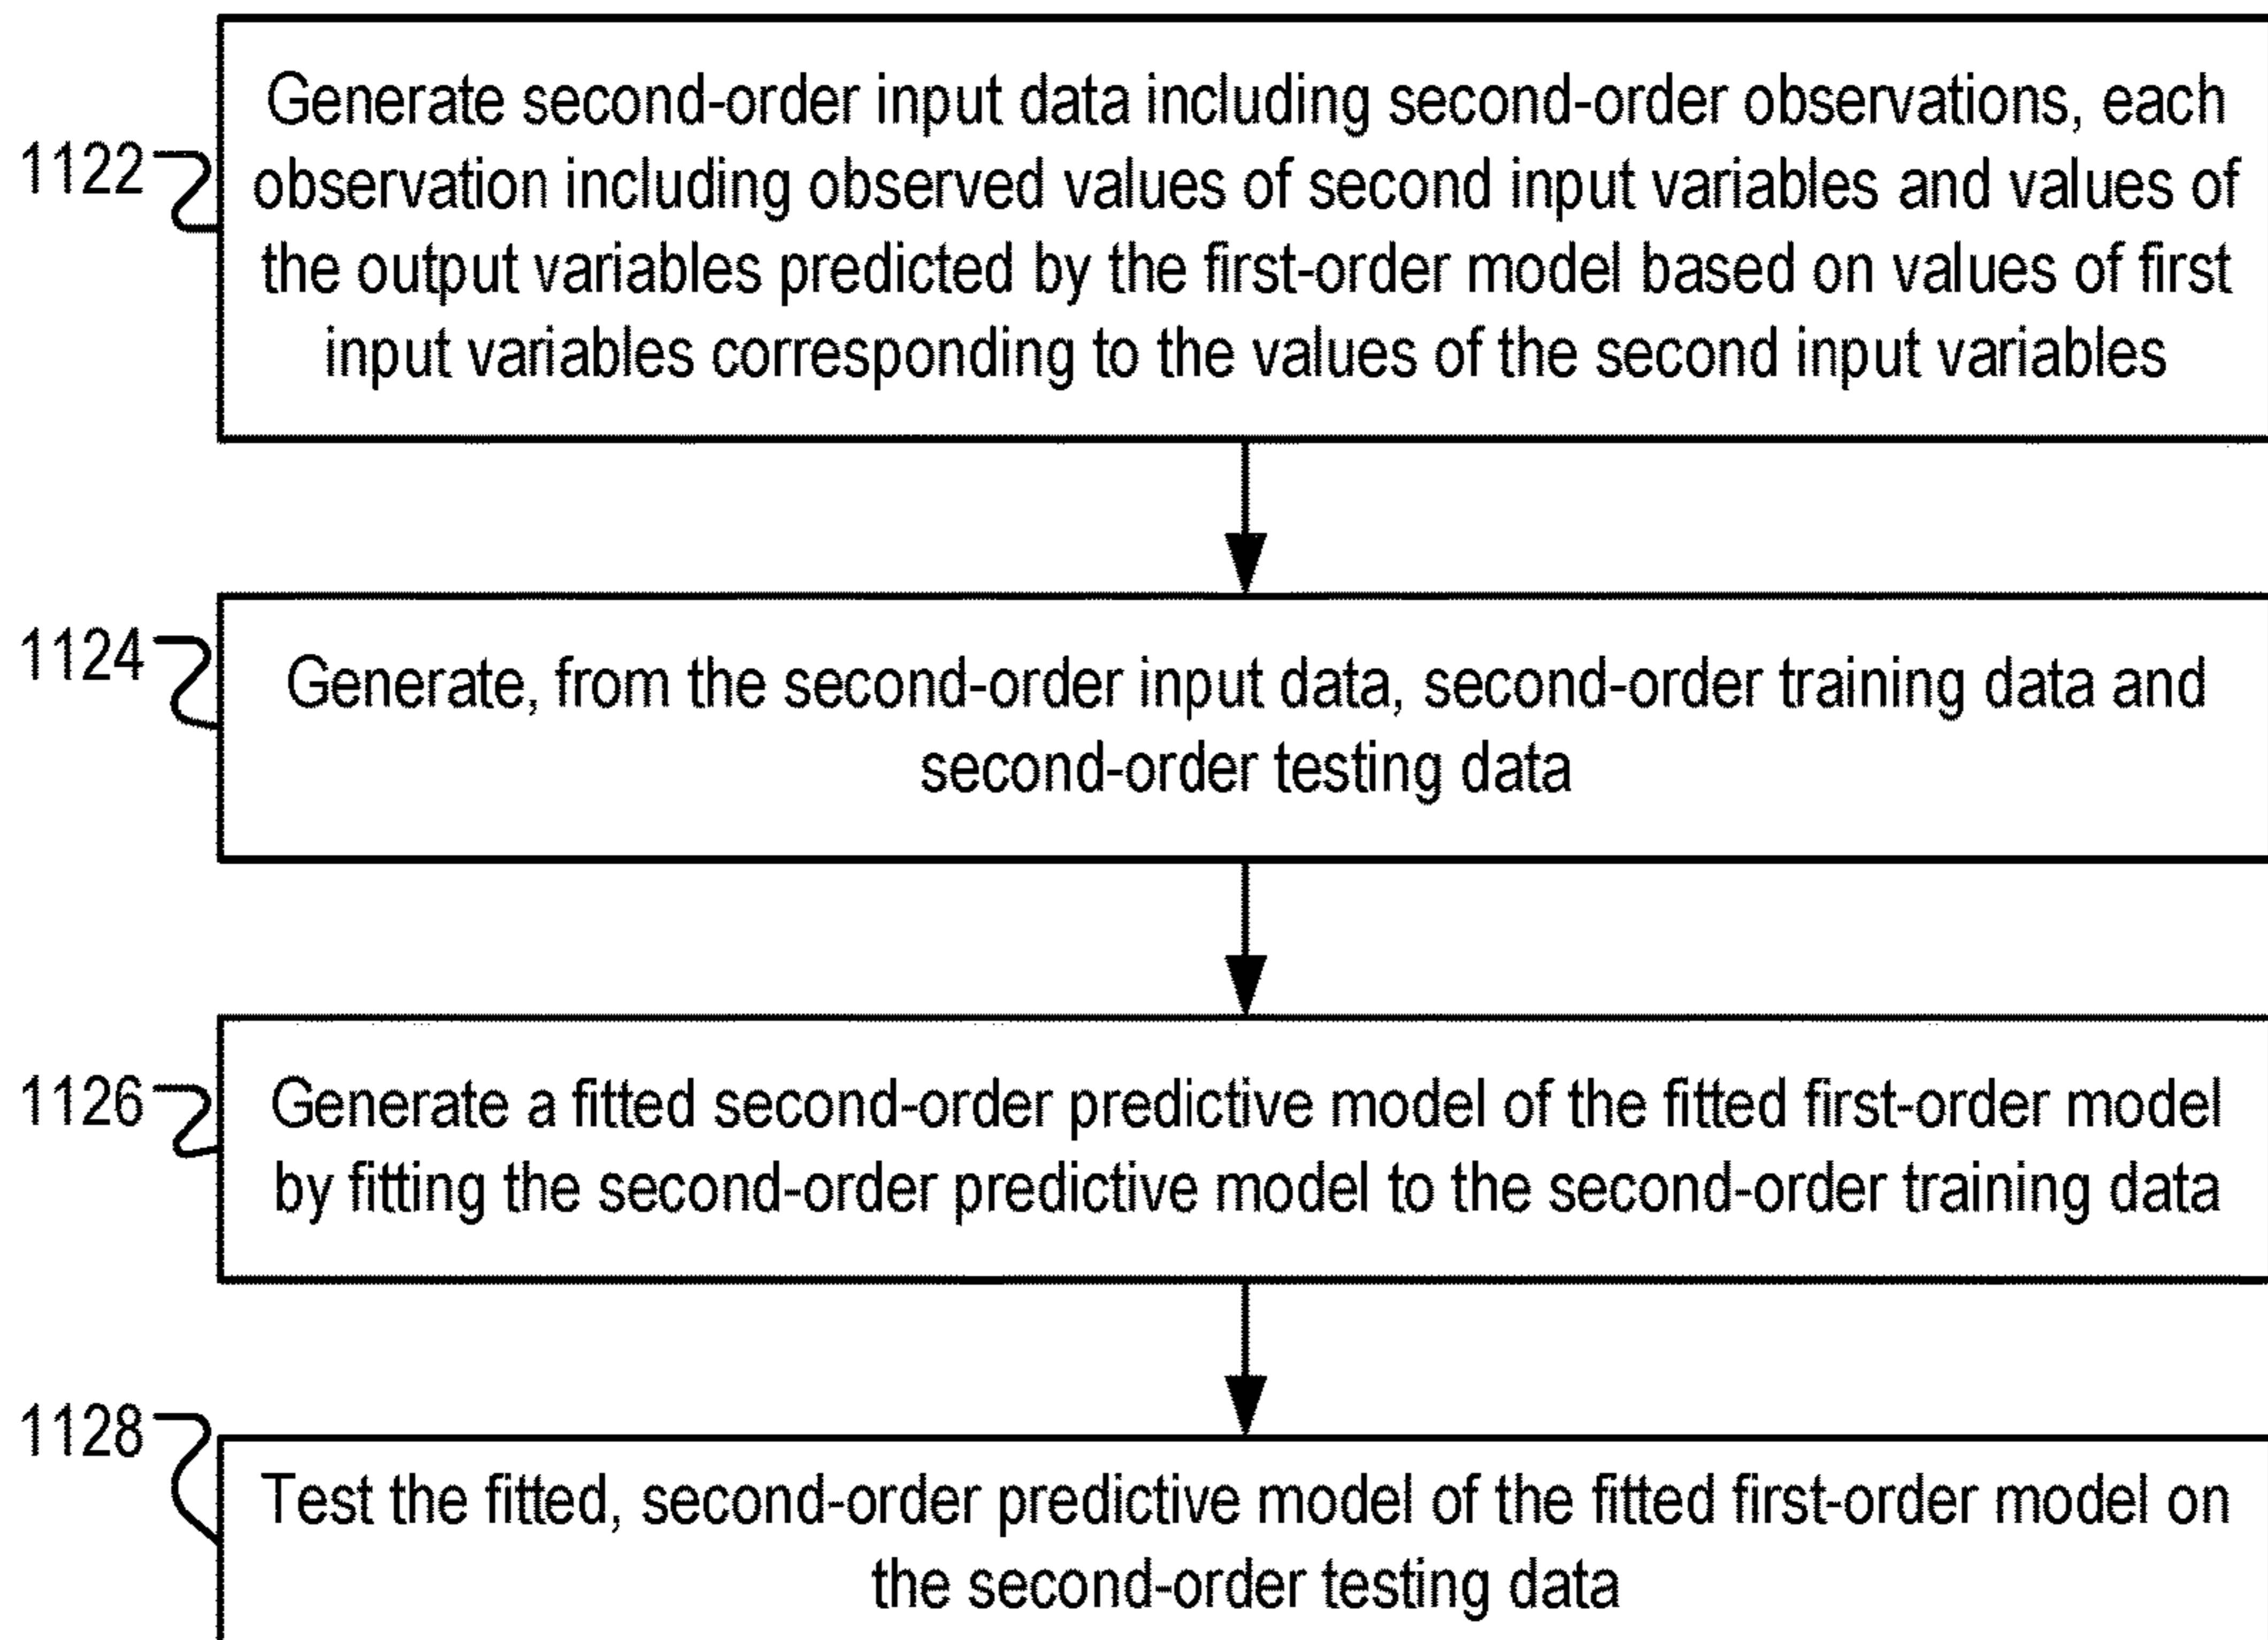 Generate second-order input data including second-order observations, each
1122
observation including observed values of second input variables and values of
the output variables predicted by the first-order model based on values of first
input variables corresponding to the values of the second input variables
1124
Generate, from the second-order input data, second-order training data and
second-order testing data
1126
Generate a fitted second-order predictive model of the fitted first-order model
by fitting the second-order predictive model to the second-order training data
1128
Test the fitted, second-order predictive model of the fitted first-order model on
the second-order testing data